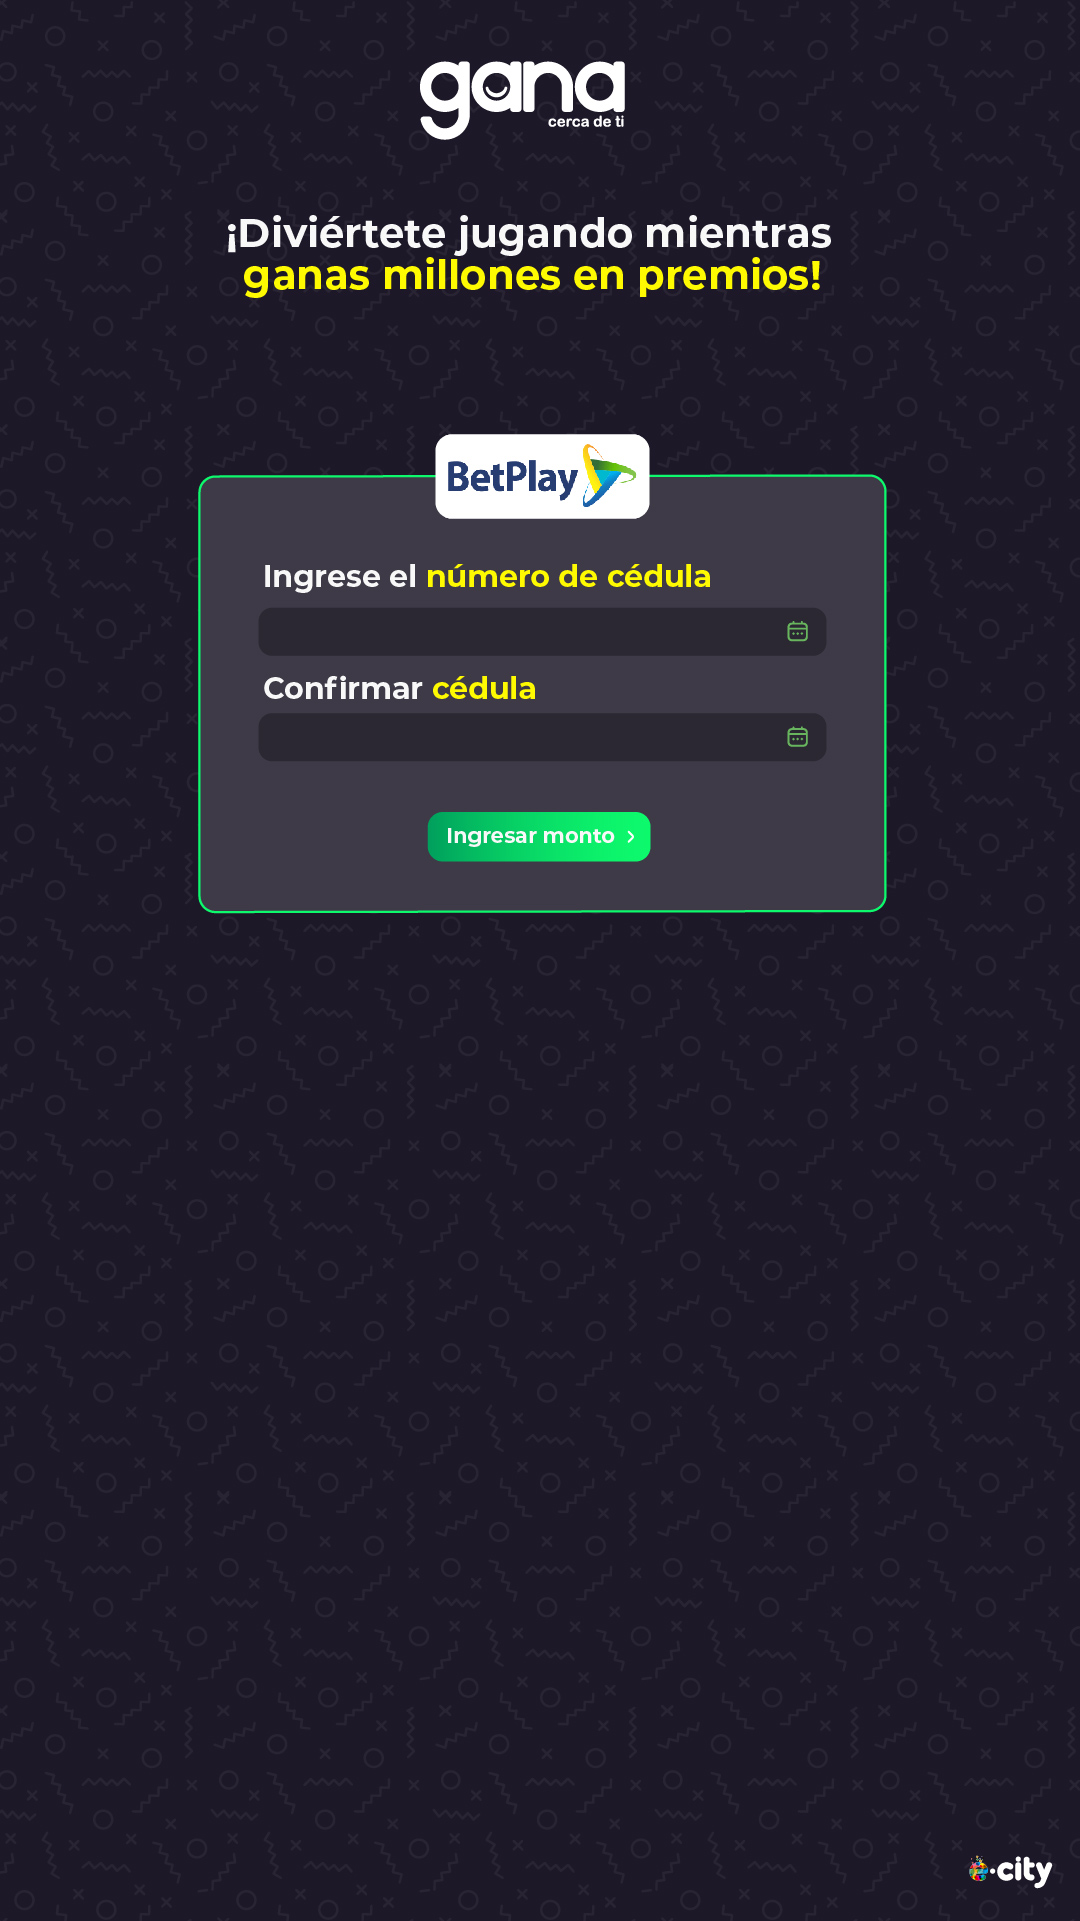 gana
cerca de ti
¡Diviértete jugando mientras
ganas millones en premios!
BetPlay
Ingrese el número de cédula
Confirmar cédula
Ingresar monto
city